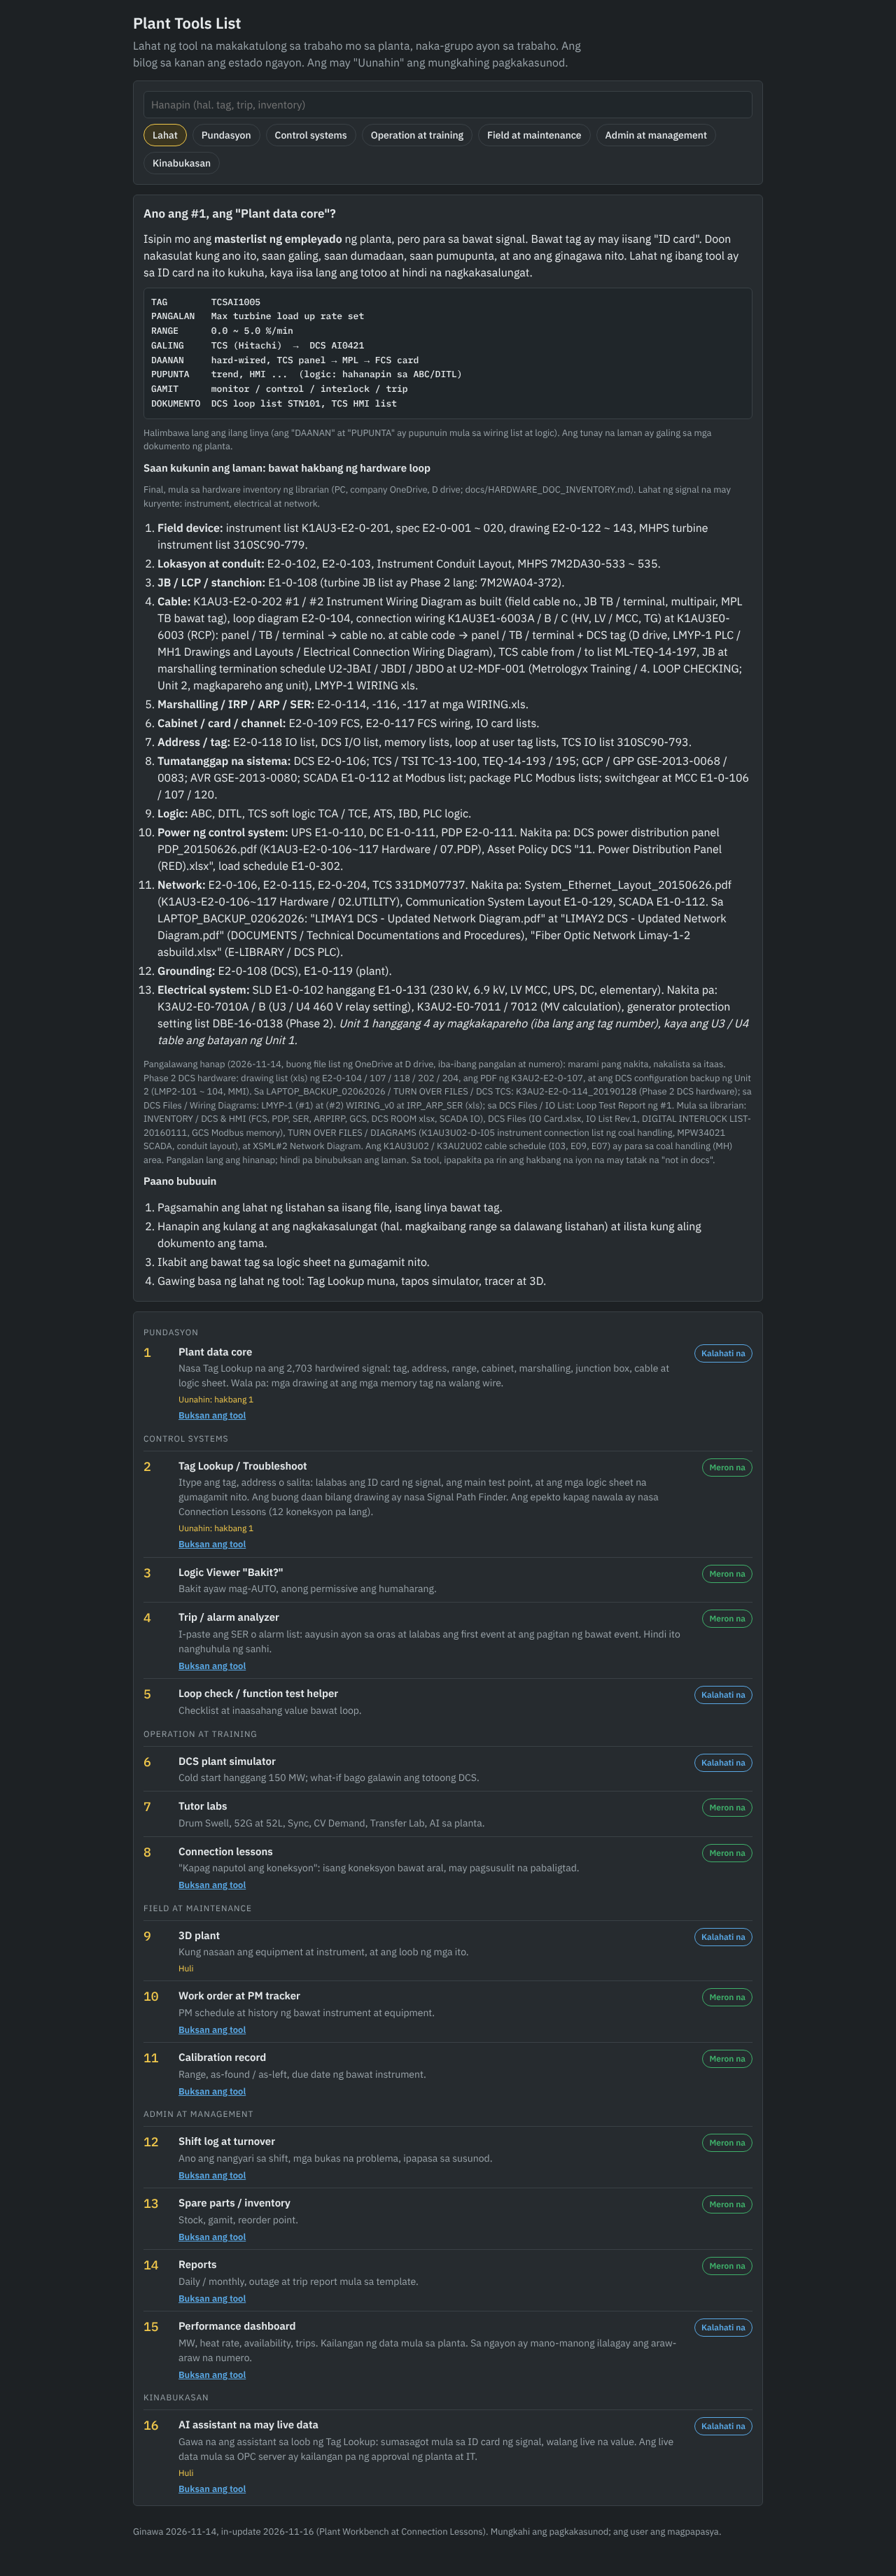 Plant Tools List
Lahat ng tool na makakatulong sa trabaho mo sa planta, naka-grupo ayon sa trabaho. Ang
bilog sa kanan ang estado ngayon. Ang may "Uunahin" ang mungkahing pagkakasunod.
Hanapin (hal. tag, trip, inventory)
Lahat Pundasyon Control systems Operation at training Field at maintenance Admin at management
Kinabukasan
Ano ang #1, ang "Plant data core"?
Isipin mo ang masterlist ng empleyado ng planta, pero para sa bawat signal. Bawat tag ay may iisang "ID card". Doon
nakasulat kung ano ito, saan galing, saan dumadaan, saan pumupunta, at ano ang ginagawa nito. Lahat ng ibang tool ay
sa ID card na ito kukuha, kaya iisa lang ang totoo at hindi na nagkakasalungat.
TAG TCSAI1005
PANGALAN Max turbine load up rate set
RANGE 0.0 ~ 5.0 %/min
GALING TCS (Hitachi) → DCS AI0421
DAANAN hard-wired, TCS panel → MPL → FCS card
PUPUNTA trend, HMI ... (logic: hahanapin sa ABC/DITL)
GAMIT monitor / control / interlock / trip
DOKUMENTO DCS loop list STN101, TCS HMI list
Halimbawa lang ang ilang linya (ang "DAANAN" at "PUPUNTA" ay pupunuin mula sa wiring list at logic). Ang tunay na laman ay galing sa mga
dokumento ng planta.
Saan kukunin ang laman: bawat hakbang ng hardware loop
Final, mula sa hardware inventory ng librarian (PC, company OneDrive, D drive; docs/HARDWARE_DOC_INVENTORY.md). Lahat ng signal na may
kuryente: instrument, electrical at network.
1. Field device: instrument list K1AU3-E2-0-201, spec E2-0-001 ~ 020, drawing E2-0-122 ~ 143, MHPS turbine
instrument list 310SC90-779.
2. Lokasyon at conduit: E2-0-102, E2-0-103, Instrument Conduit Layout, MHPS 7M2DA30-533 ~ 535.
3. JB / LCP / stanchion: E1-0-108 (turbine JB list ay Phase 2 lang: 7M2WA04-372).
4. Cable: K1AU3-E2-0-202 #1 / #2 Instrument Wiring Diagram as built (field cable no., JB TB / terminal, multipair, MPL
TB bawat tag), loop diagram E2-0-104, connection wiring K1AU3E1-6003A / B / C (HV, LV / MCC, TG) at K1AU3E0-
6003 (RCP): panel / TB / terminal → cable no. at cable code → panel / TB / terminal + DCS tag (D drive, LMYP-1 PLC /
MH1 Drawings and Layouts / Electrical Connection Wiring Diagram), TCS cable from / to list ML-TEQ-14-197, JB at
marshalling termination schedule U2-JBAI / JBDI / JBDO at U2-MDF-001 (Metrologyx Training / 4. LOOP CHECKING;
Unit 2, magkapareho ang unit), LMYP-1 WIRING xls.
5. Marshalling / IRP / ARP / SER: E2-0-114, -116, -117 at mga WIRING.xls.
6. Cabinet / card / channel: E2-0-109 FCS, E2-0-117 FCS wiring, IO card lists.
7. Address / tag: E2-0-118 IO list, DCS I/O list, memory lists, loop at user tag lists, TCS IO list 310SC90-793.
8. Tumatanggap na sistema: DCS E2-0-106; TCS / TSI TC-13-100, TEQ-14-193 / 195; GCP / GPP GSE-2013-0068 /
0083; AVR GSE-2013-0080; SCADA E1-0-112 at Modbus list; package PLC Modbus lists; switchgear at MCC E1-0-106
/ 107 / 120.
9. Logic: ABC, DITL, TCS soft logic TCA / TCE, ATS, IBD, PLC logic.
10. Power ng control system: UPS E1-0-110, DC E1-0-111, PDP E2-0-111. Nakita pa: DCS power distribution panel
PDP_20150626.pdf (K1AU3-E2-0-106~117 Hardware / 07.PDP), Asset Policy DCS "11. Power Distribution Panel
(RED).xlsx", load schedule E1-0-302.
11. Network: E2-0-106, E2-0-115, E2-0-204, TCS 331DM07737. Nakita pa: System_Ethernet_Layout_20150626.pdf
(K1AU3-E2-0-106~117 Hardware / 02.UTILITY), Communication System Layout E1-0-129, SCADA E1-0-112. Sa
LAPTOP_BACKUP_02062026: "LIMAY1 DCS - Updated Network Diagram.pdf" at "LIMAY2 DCS - Updated Network
Diagram.pdf" (DOCUMENTS / Technical Documentations and Procedures), "Fiber Optic Network Limay-1-2
asbuild.xlsx" (E-LIBRARY / DCS PLC).
12. Grounding: E2-0-108 (DCS), E1-0-119 (plant).
13. Electrical system: SLD E1-0-102 hanggang E1-0-131 (230 kV, 6.9 kV, LV MCC, UPS, DC, elementary). Nakita pa:
K3AU2-E0-7010A / B (U3 / U4 460 V relay setting), K3AU2-E0-7011 / 7012 (MV calculation), generator protection
setting list DBE-16-0138 (Phase 2). Unit 1 hanggang 4 ay magkakapareho (iba lang ang tag number), kaya ang U3 / U4
table ang batayan ng Unit 1.
Pangalawang hanap (2026-11-14, buong file list ng OneDrive at D drive, iba-ibang pangalan at numero): marami pang nakita, nakalista sa itaas.
Phase 2 DCS hardware: drawing list (xls) ng E2-0-104 / 107 / 118 / 202 / 204, ang PDF ng K3AU2-E2-0-107, at ang DCS configuration backup ng Unit
2 (LMP2-101 ~ 104, MMI). Sa LAPTOP_BACKUP_02062026 / TURN OVER FILES / DCS TCS: K3AU2-E2-0-114_20190128 (Phase 2 DCS hardware); sa
DCS Files / Wiring Diagrams: LMYP-1 (#1) at (#2) WIRING_v0 at IRP_ARP_SER (xls); sa DCS Files / IO List: Loop Test Report ng #1. Mula sa librarian:
INVENTORY / DCS & HMI (FCS, PDP, SER, ARPIRP, GCS, DCS ROOM xlsx, SCADA IO), DCS Files (IO Card.xlsx, IO List Rev.1, DIGITAL INTERLOCK LIST-
20160111, GCS Modbus memory), TURN OVER FILES / DIAGRAMS (K1AU3U02-D-I05 instrument connection list ng coal handling, MPW34021
SCADA, conduit layout), at XSML#2 Network Diagram. Ang K1AU3U02 / K3AU2U02 cable schedule (I03, E09, E07) ay para sa coal handling (MH)
area. Pangalan lang ang hinanap; hindi pa binubuksan ang laman. Sa tool, ipapakita pa rin ang hakbang na iyon na may tatak na "not in docs".
Paano bubuuin
1. Pagsamahin ang lahat ng listahan sa iisang file, isang linya bawat tag.
2. Hanapin ang kulang at ang nagkakasalungat (hal. magkaibang range sa dalawang listahan) at ilista kung aling
dokumento ang tama.
3. Ikabit ang bawat tag sa logic sheet na gumagamit nito.
4. Gawing basa ng lahat ng tool: Tag Lookup muna, tapos simulator, tracer at 3D.
PUNDASYON
1 Plant data core Kalahati na
Nasa Tag Lookup na ang 2,703 hardwired signal: tag, address, range, cabinet, marshalling, junction box, cable at
logic sheet. Wala pa: mga drawing at ang mga memory tag na walang wire.
Uunahin: hakbang 1
Buksan ang tool
CONTROL SYSTEMS
2 Tag Lookup / Troubleshoot Meron na
Itype ang tag, address o salita: lalabas ang ID card ng signal, ang main test point, at ang mga logic sheet na
gumagamit nito. Ang buong daan bilang drawing ay nasa Signal Path Finder. Ang epekto kapag nawala ay nasa
Connection Lessons (12 koneksyon pa lang).
Uunahin: hakbang 1
Buksan ang tool
3 Logic Viewer "Bakit?" Meron na
Bakit ayaw mag-AUTO, anong permissive ang humaharang.
4 Trip / alarm analyzer Meron na
I-paste ang SER o alarm list: aayusin ayon sa oras at lalabas ang first event at ang pagitan ng bawat event. Hindi ito
nanghuhula ng sanhi.
Buksan ang tool
5 Loop check / function test helper Kalahati na
Checklist at inaasahang value bawat loop.
OPERATION AT TRAINING
6 DCS plant simulator Kalahati na
Cold start hanggang 150 MW; what-if bago galawin ang totoong DCS.
7 Tutor labs Meron na
Drum Swell, 52G at 52L, Sync, CV Demand, Transfer Lab, AI sa planta.
8 Connection lessons Meron na
"Kapag naputol ang koneksyon": isang koneksyon bawat aral, may pagsusulit na pabaligtad.
Buksan ang tool
FIELD AT MAINTENANCE
9 3D plant Kalahati na
Kung nasaan ang equipment at instrument, at ang loob ng mga ito.
Huli
10 Work order at PM tracker Meron na
PM schedule at history ng bawat instrument at equipment.
Buksan ang tool
11 Calibration record Meron na
Range, as-found / as-left, due date ng bawat instrument.
Buksan ang tool
ADMIN AT MANAGEMENT
12 Shift log at turnover Meron na
Ano ang nangyari sa shift, mga bukas na problema, ipapasa sa susunod.
Buksan ang tool
13 Spare parts / inventory Meron na
Stock, gamit, reorder point.
Buksan ang tool
14 Reports Meron na
Daily / monthly, outage at trip report mula sa template.
Buksan ang tool
15 Performance dashboard Kalahati na
MW, heat rate, availability, trips. Kailangan ng data mula sa planta. Sa ngayon ay mano-manong ilalagay ang araw-
araw na numero.
Buksan ang tool
KINABUKASAN
16 AI assistant na may live data Kalahati na
Gawa na ang assistant sa loob ng Tag Lookup: sumasagot mula sa ID card ng signal, walang live na value. Ang live
data mula sa OPC server ay kailangan pa ng approval ng planta at IT.
Huli
Buksan ang tool
Ginawa 2026-11-14, in-update 2026-11-16 (Plant Workbench at Connection Lessons). Mungkahi ang pagkakasunod; ang user ang magpapasya.